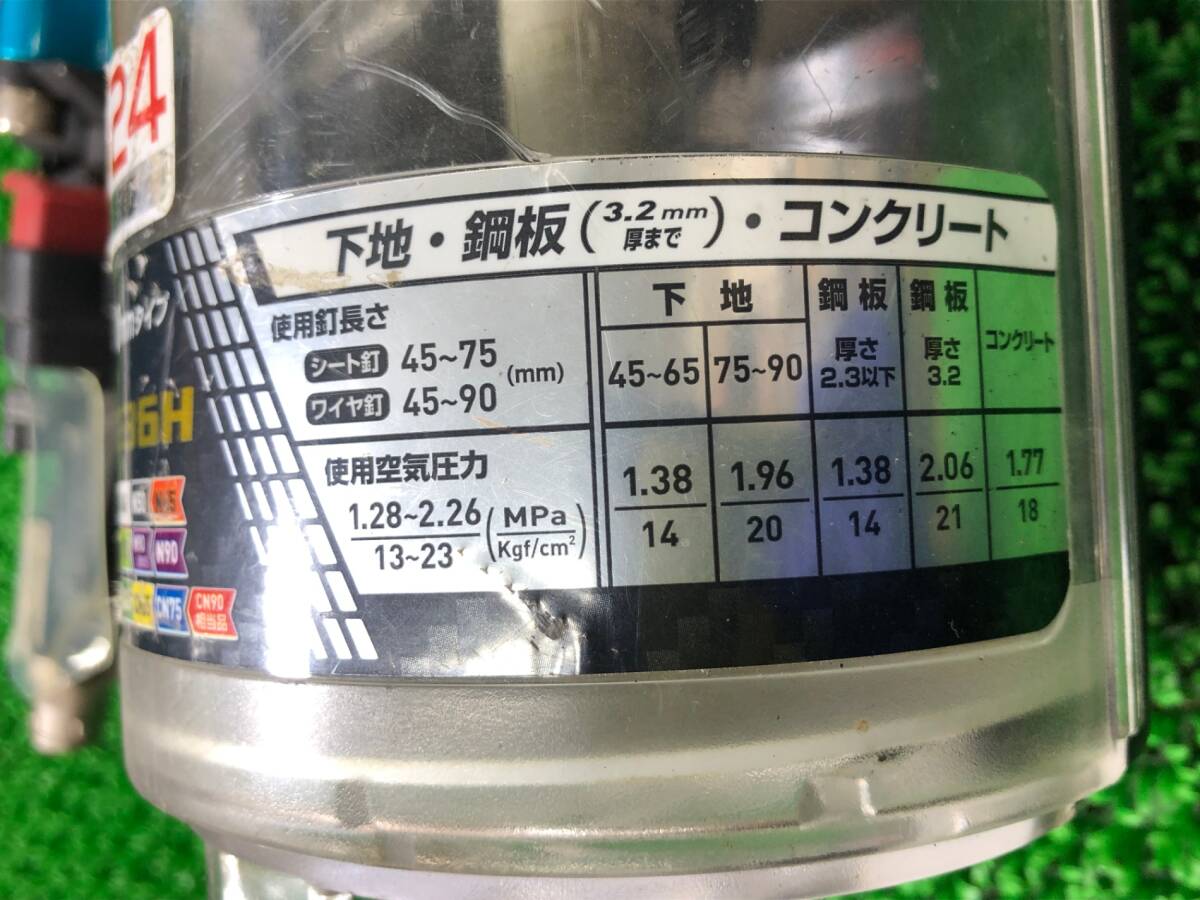 24
下地・鋼板(3.2mm厚まで)・コンクリート
使用釘長さ
シート釘 45~75
ワイヤ釘 45~90
(mm)
下地
45~65 75~90
鋼板
厚さ
2.3以下
鋼板
厚さ
3.2
コンクリート
使用空気圧力
1.28~2.26
13~23
(MPa
Kgf/cm²)
1.38
14
1.96
20
1.38
14
2.06
21
1.77
18
タイプ
36H
N90
CN75
CN90
相当品